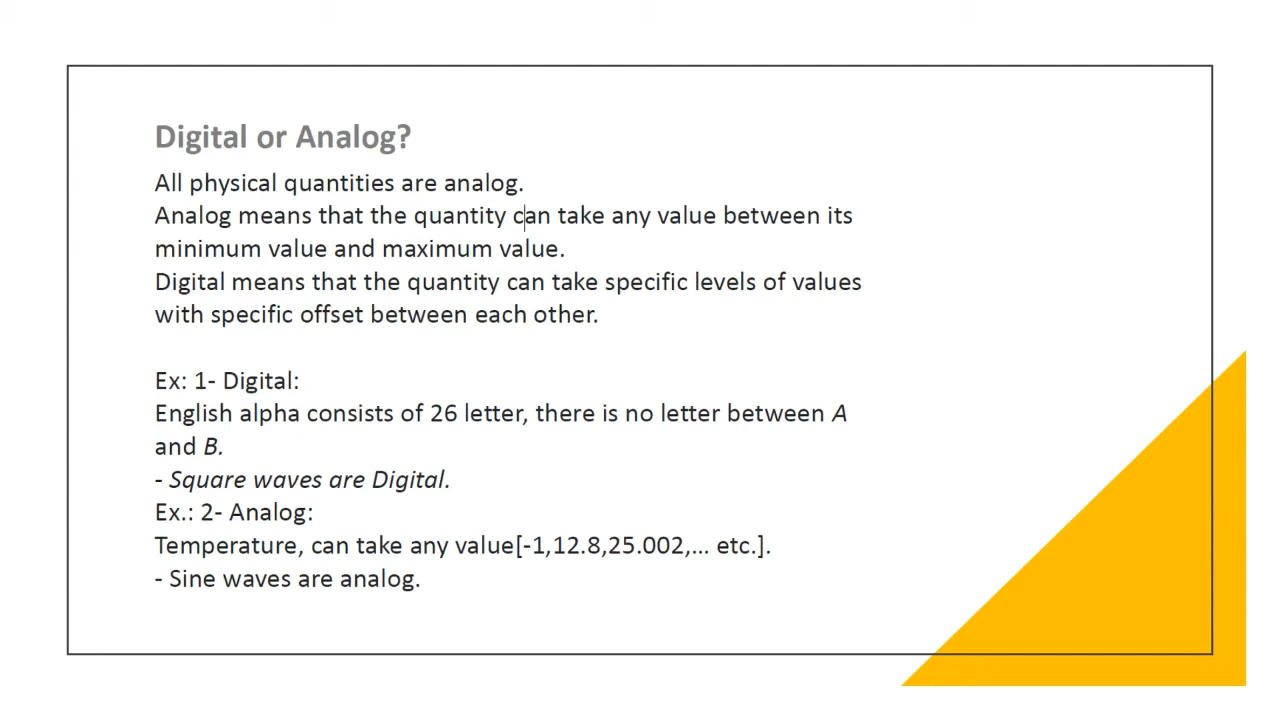 Digital or Analog?
All physical quantities are analog.
Analog means that the quantity can take any value between its
minimum value and maximum value.
Digital means that the quantity can take specific levels of values
with specific offset between each other.
Ex: 1- Digital:
English alpha consists of 26 letter, there is no letter between A
and B.
- Square waves are Digital.
Ex.: 2- Analog:
Temperature, can take any value[-1,12.8,25.002,... etc.].
- Sine waves are analog.